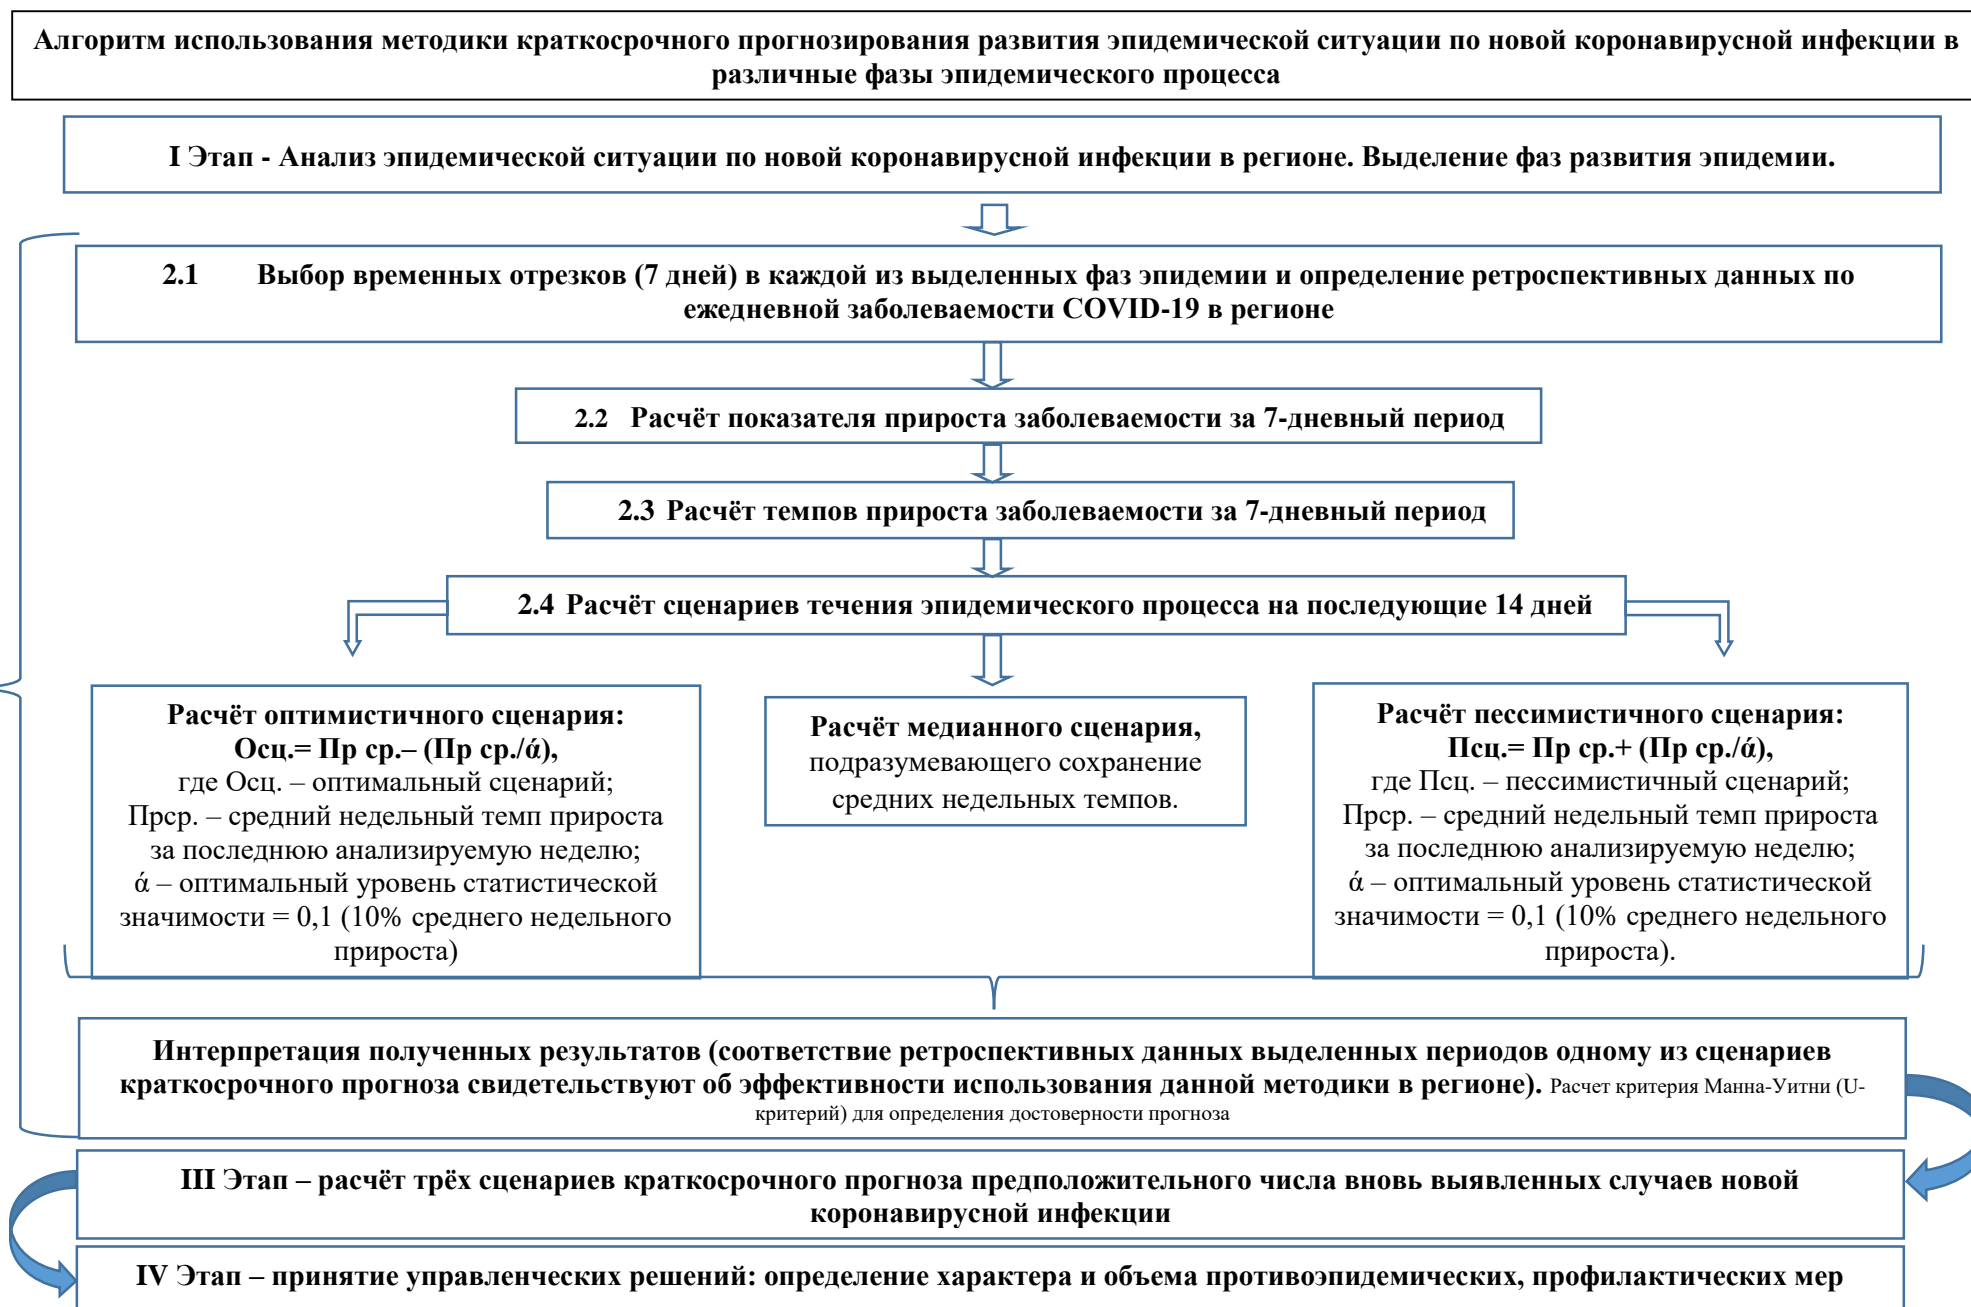 Алгоритм использования методики краткосрочного прогнозирования развития эпидемической ситуации по новой коронавирусной инфекции в
различные фазы эпидемического процесса
I Этап - Анализ эпидемической ситуации по новой коронавирусной инфекции в регионе. Выделение фаз развития эпидемии.
2.1 Выбор временных отрезков (7 дней) в каждой из выделенных фаз эпидемии и определение ретроспективных данных по
ежедневной заболеваемости COVID-19 в регионе
2.2 Расчёт показателя прироста заболеваемости за 7-дневный период
2.3 Расчёт темпов прироста заболеваемости за 7-дневный период
2.4 Расчёт сценариев течения эпидемического процесса на последующие 14 дней
Расчёт оптимистичного сценария:
Осц.= Пр ср.– (Пр ср./ά),
где Осц. – оптимальный сценарий;
Прср. – средний недельный темп прироста
за последнюю анализируемую неделю;
ά – оптимальный уровень статистической
значимости = 0,1 (10% среднего недельного
прироста)
Расчёт медианного сценария,
подразумевающего сохранение
средних недельных темпов.
Расчёт пессимистичного сценария:
Псц.= Пр ср.+ (Пр ср./ά),
где Псц. – пессимистичный сценарий;
Прср. – средний недельный темп прироста
за последнюю анализируемую неделю;
ά – оптимальный уровень статистической
значимости = 0,1 (10% среднего недельного
прироста).
Интерпретация полученных результатов (соответствие ретроспективных данных выделенных периодов одному из сценариев
краткосрочного прогноза свидетельствуют об эффективности использования данной методики в регионе). Расчет критерия Манна-Уитни (U-
критерий) для определения достоверности прогноза
III Этап – расчёт трёх сценариев краткосрочного прогноза предположительного числа вновь выявленных случаев новой
коронавирусной инфекции
IV Этап – принятие управленческих решений: определение характера и объема противоэпидемических, профилактических мер